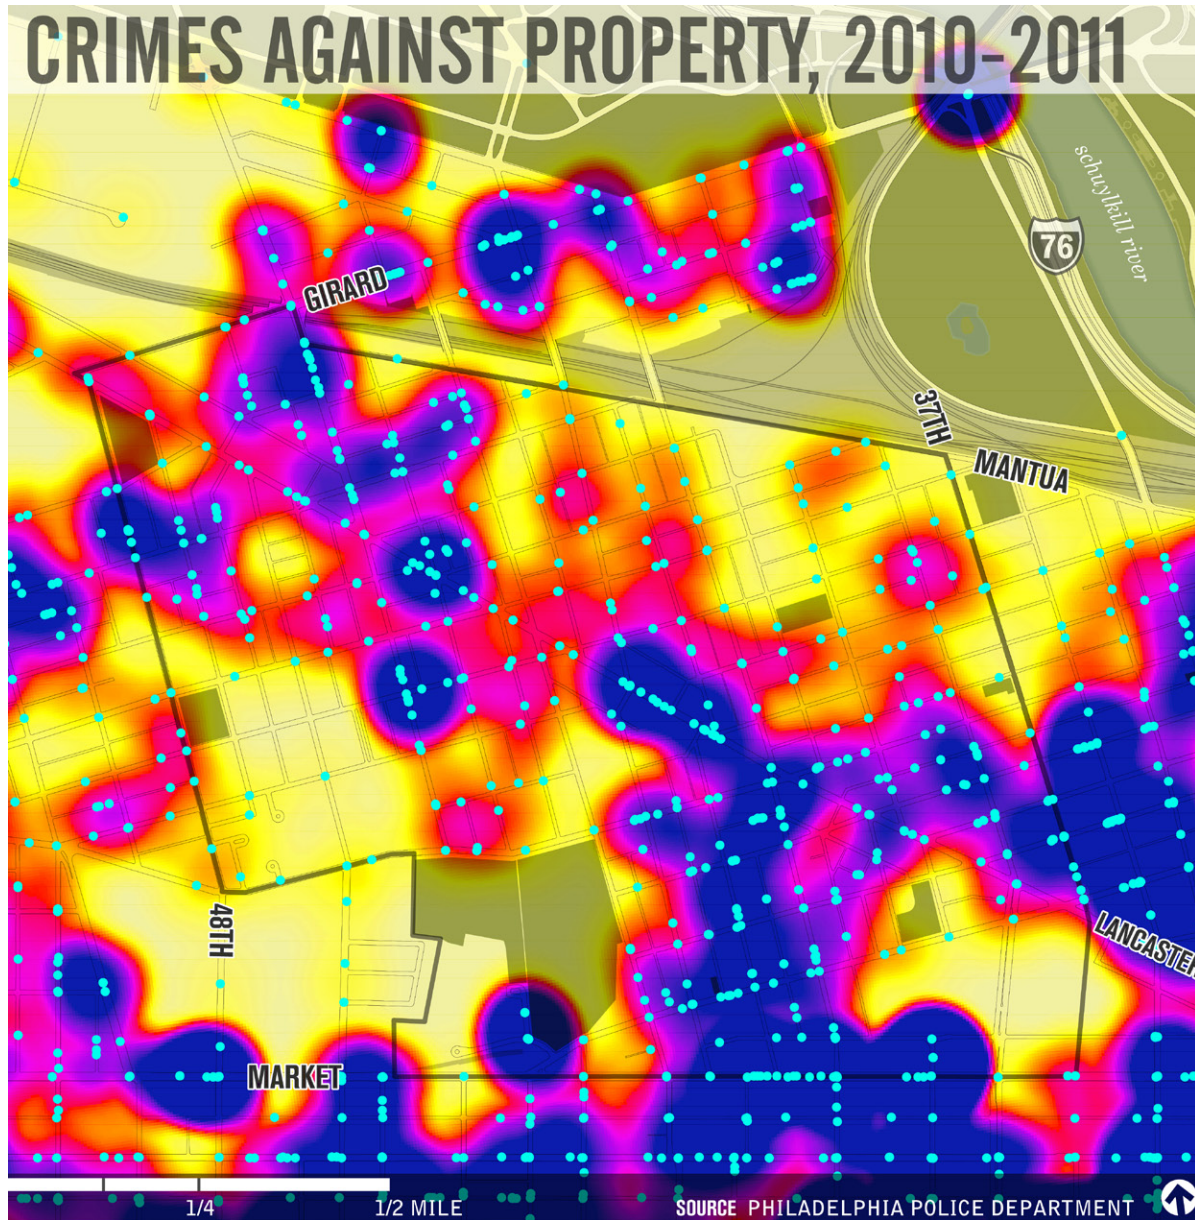 CRIMES AGAINST PROPERTY, 2010-2011
schuylkill river
76
GIRARD
37TH
MANTUA
48TH
LANCASTER
MARKET
1/4
1/2 MILE
SOURCE PHILADELPHIA POLICE DEPARTMENT